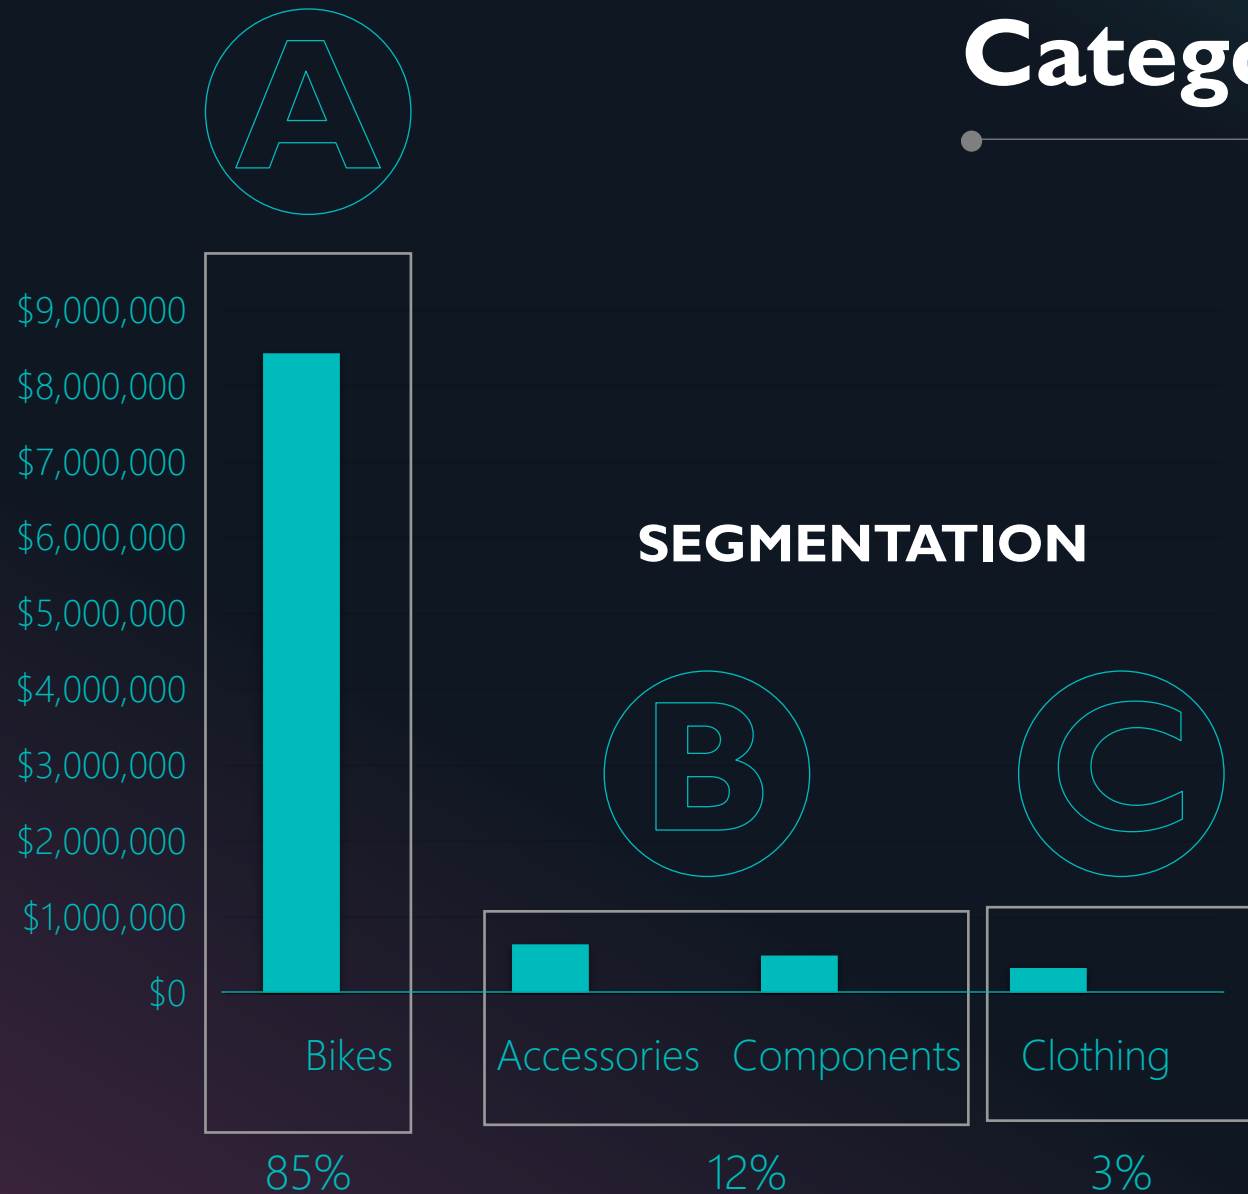 A
Catego
$9,000,000
$8,000,000
$7,000,000
$6,000,000
$5,000,000
$4,000,000
$3,000,000
$2,000,000
$1,000,000
$0
SEGMENTATION
B
C
Bikes
Accessories
Components
Clothing
85%
12%
3%